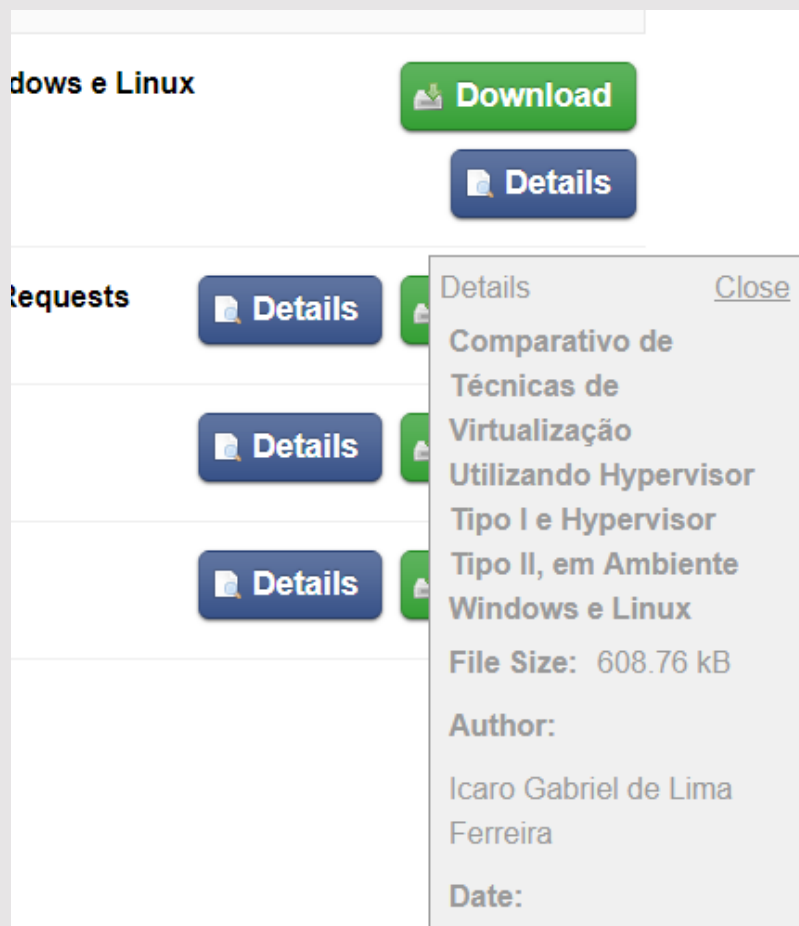 dows e Linux
Download
Details
Requests
Details
Details
Details
Details
Close
Comparativo de
Técnicas de
Virtualização
Utilizando Hypervisor
Tipo I e Hypervisor
Tipo II, em Ambiente
Windows e Linux
File Size: 608.76 kB
Author:
Icaro Gabriel de Lima
Ferreira
Date: